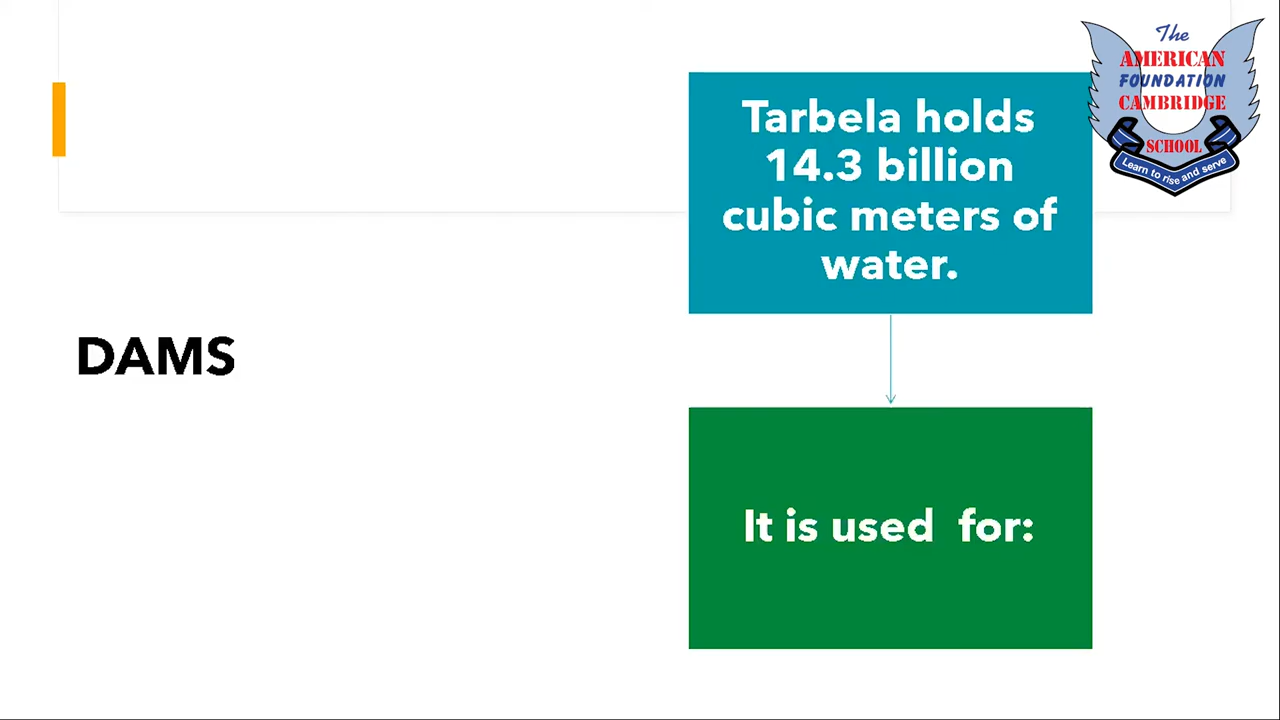 The
AMERICAN
FOUNDATION
CAMBRIDGE
SCHOOL
Learn to rise and serve
Tarbela holds
14.3 billion
cubic meters of
water.
DAMS
It is used for: